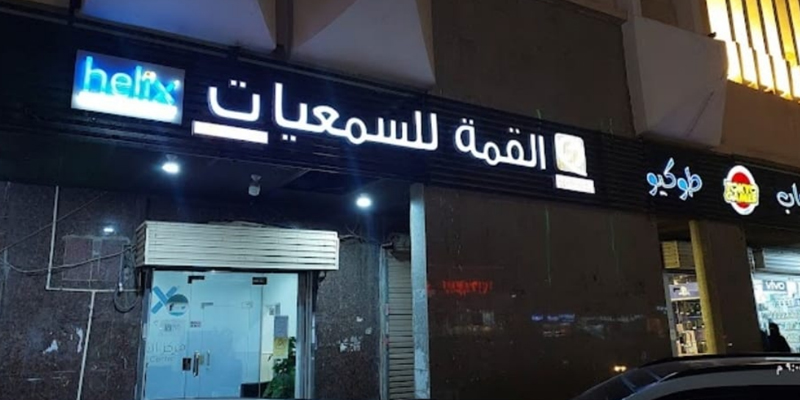 helix
القمة للسمعيات
طوكيو
vivo